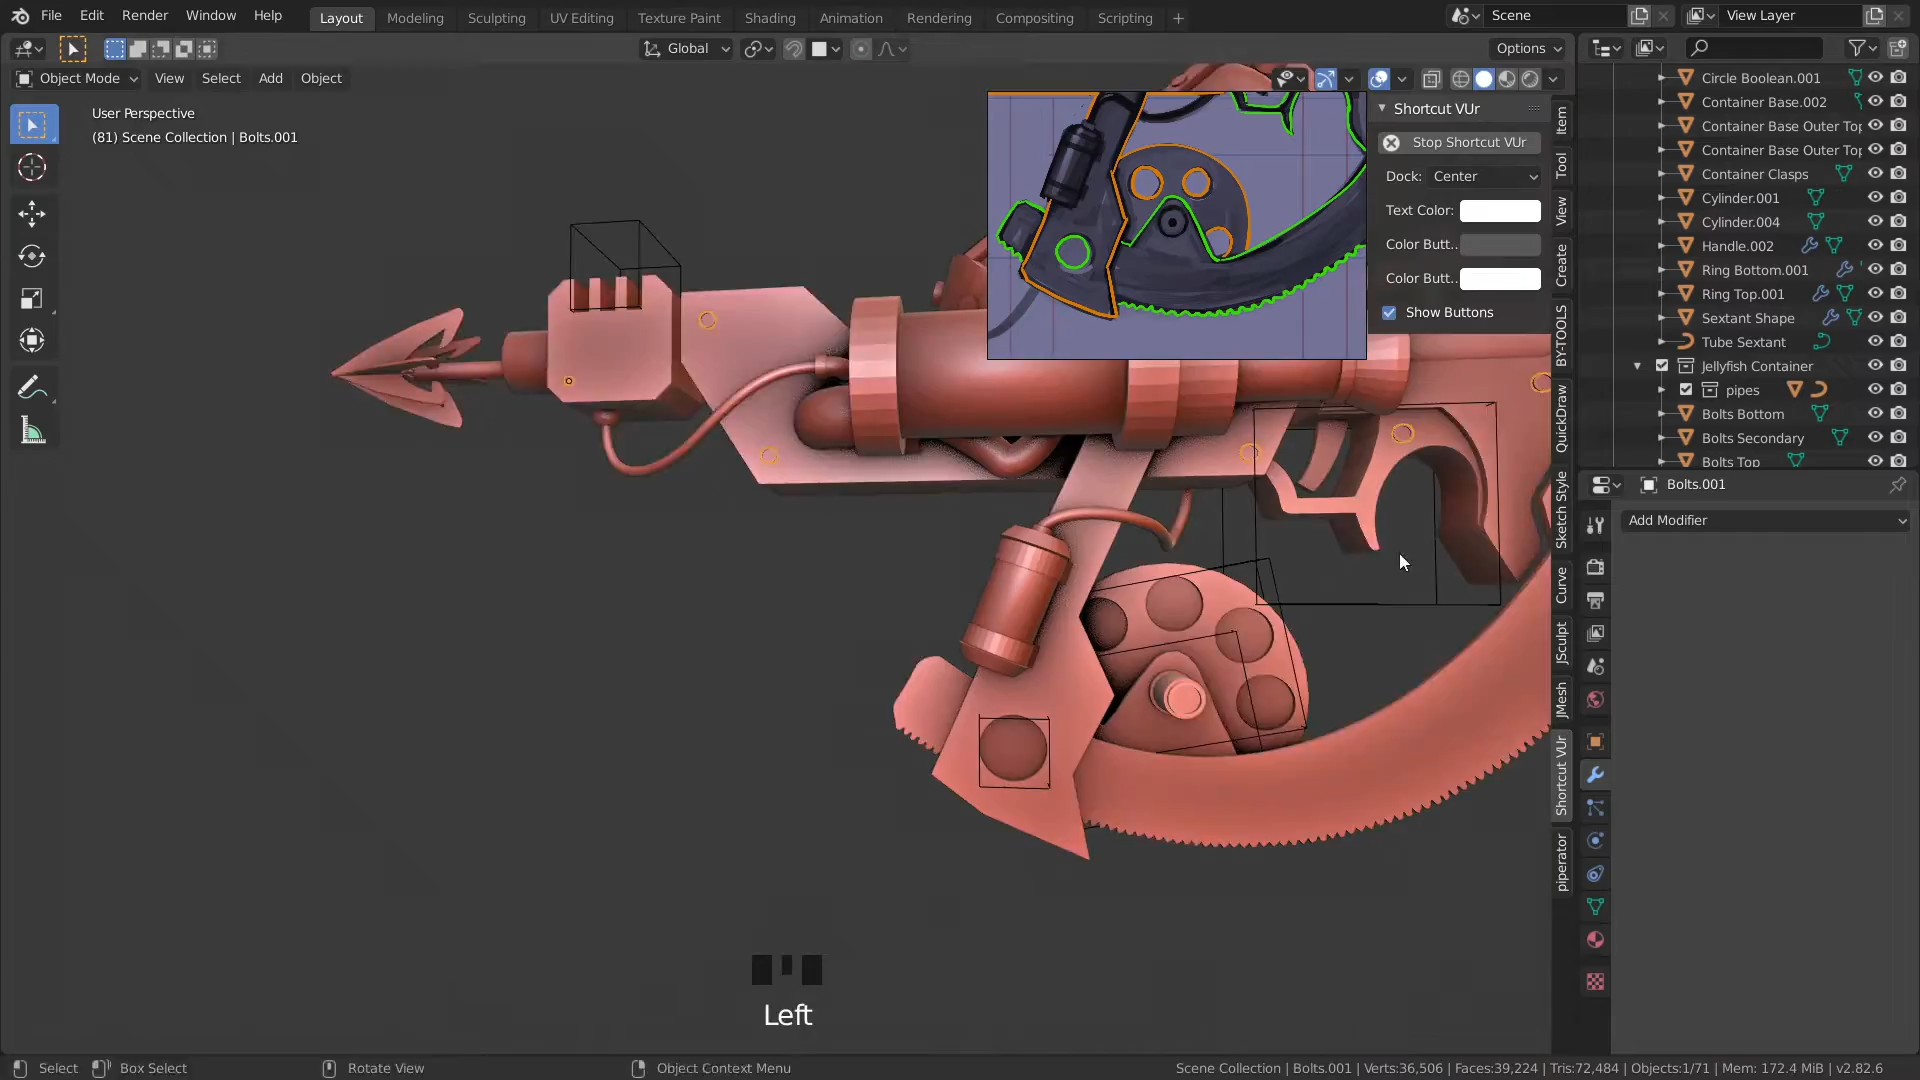 File Edit Render Window Help Layout Modeling Sculpting UV Editing Texture Paint Shading Animation Rendering Compositing Scripting + Scene View Layer
Global Options
Object Mode View Select Add Object
User Perspective
(81) Scene Collection | Bolts.001
Shortcut VUr
Stop Shortcut VUr
Dock: Center
Text Color:
Color Butt..
Color Butt..
Show Buttons
Item
Tool
View
Create
BY-TOOLS
QuickDraw
Sketch Style
Curve
JSculpt
JMesh
Shortcut VUr
piperator
Circle Boolean.001
Container Base.002
Container Base Outer Top
Container Base Outer Top
Container Clasps
Cylinder.001
Cylinder.004
Handle.002
Ring Bottom.001
Ring Top.001
Sextant Shape
Tube Sextant
Jellyfish Container
pipes
Bolts Bottom
Bolts Secondary
Bolts Top
Bolts.001
Add Modifier
Left
Select Box Select Rotate View Object Context Menu Scene Collection | Bolts.001 | Verts:36,506 | Faces:39,224 | Tris:72,484 | Objects:1/71 | Mem: 172.4 MiB | v2.82.6